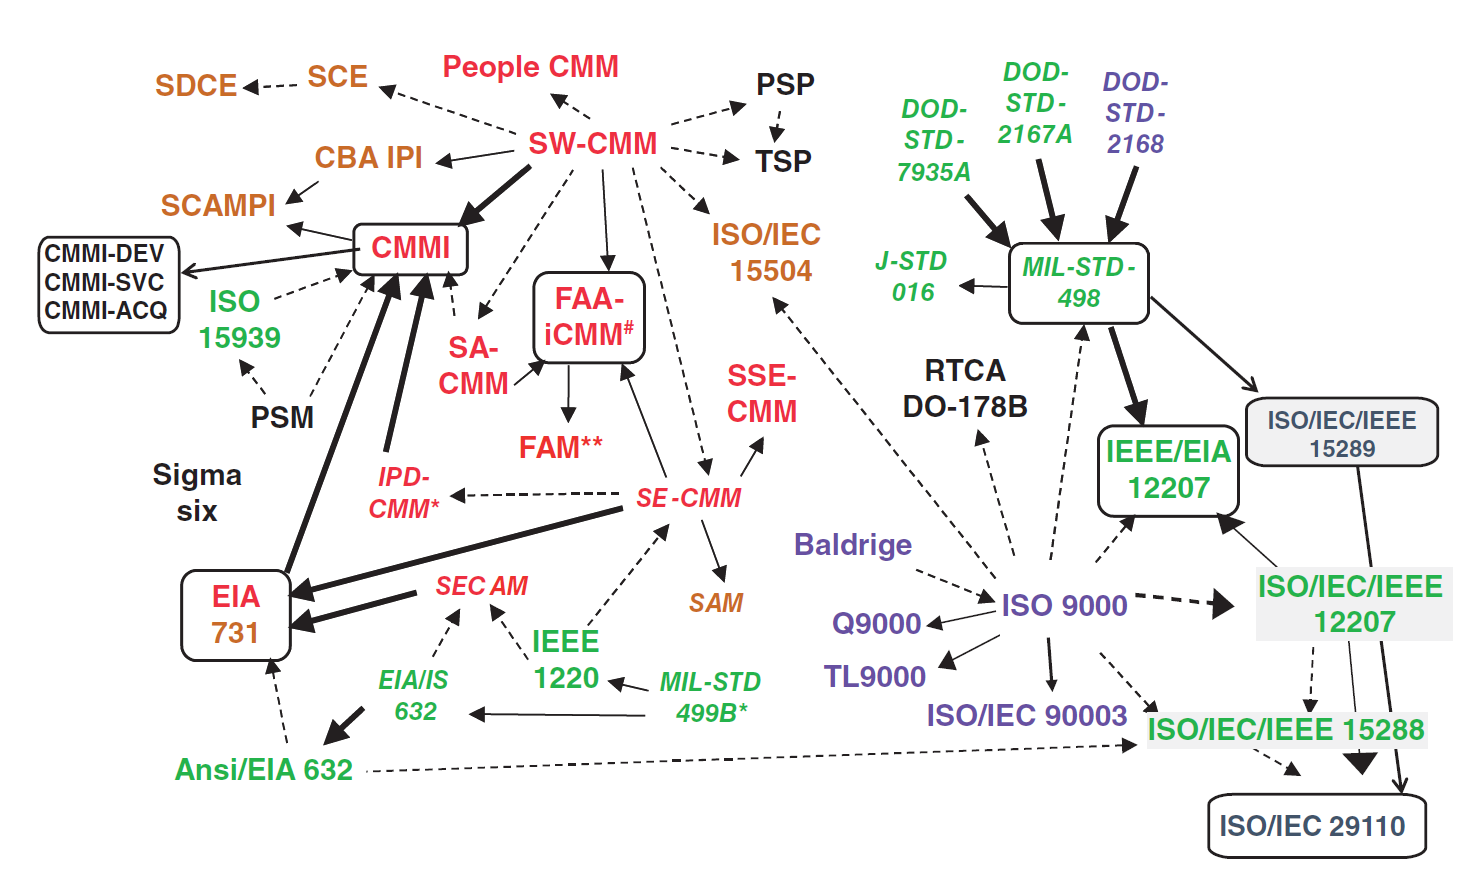 People CMM
SDCE
SCE
PSP
DOD-
STD-
7935A
DOD-
STD-
2167A
DOD-
STD-
2168
SW-CMM
CBA IPI
TSP
SCAMPI
CMMI
ISO/IEC
15504
CMMI-DEV
CMMI-SVC
CMMI-ACQ
J-STD
016
MIL-STD-
498
ISO
15939
FAA-
iCMM#
SA-
CMM
SSE-
CMM
RTCA
DO-178B
PSM
FAM**
ISO/IEC/IEEE
15289
IEEE/EIA
12207
Sigma
six
IPD-
CMM*
SE-CMM
Baldrige
EIA
731
SECAM
SAM
ISO 9000
ISO/IEC/IEEE
12207
Q9000
IEEE
1220
TL9000
EIA/IS
632
MIL-STD
499B*
ISO/IEC 90003
ISO/IEC/IEEE 15288
Ansi/EIA 632
ISO/IEC 29110